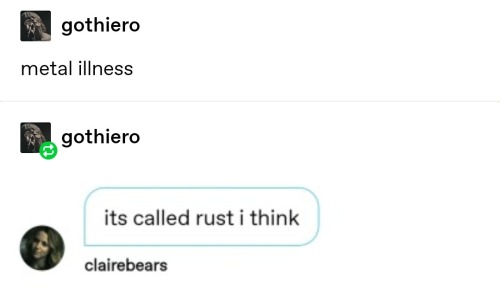 gothiero
metal illness
gothiero
its called rust i think
clairebears